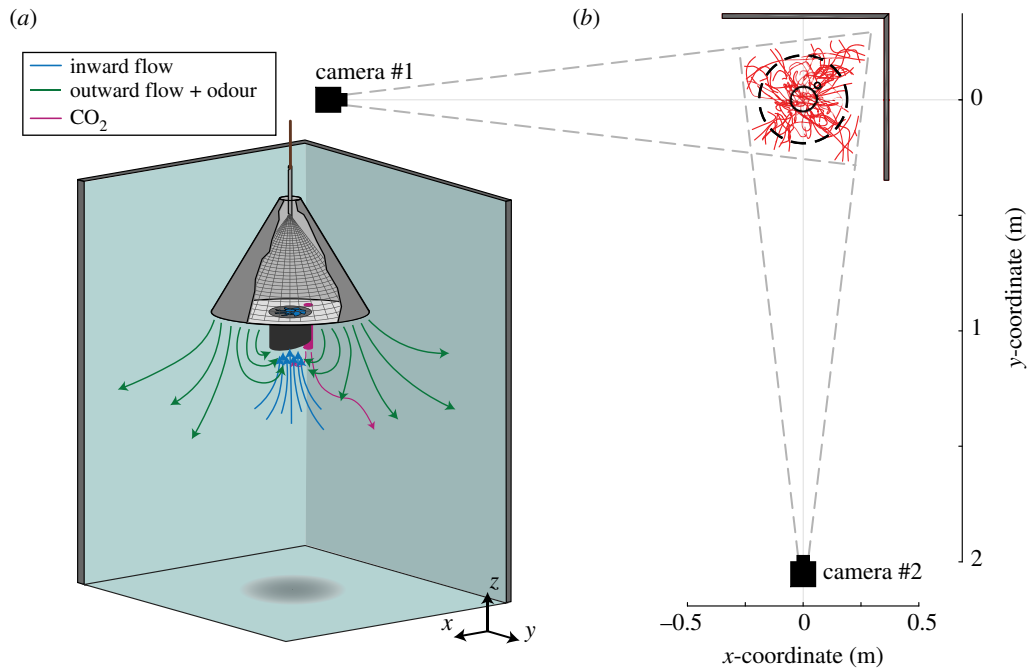 (a)
inward flow
outward flow + odour
CO2
z
x
y
(b)
camera #1
camera #2
0
1
2
y-coordinate (m)
–0.5
0
0.5
x-coordinate (m)